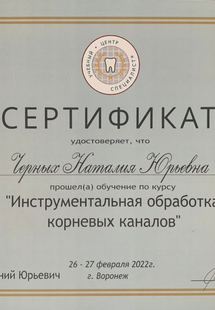 УЧЕБНЫЙ ЦЕНТР СПЕЦИАЛИСТ
СЕРТИФИКАТ
удостоверяет, что
Черных Наталия Юрьевна
прошел(а) обучение по курсу
"Инструментальная обработка
корневых каналов"
26 - 27 февраля 2022г.
ний Юрьевич
г. Воронеж